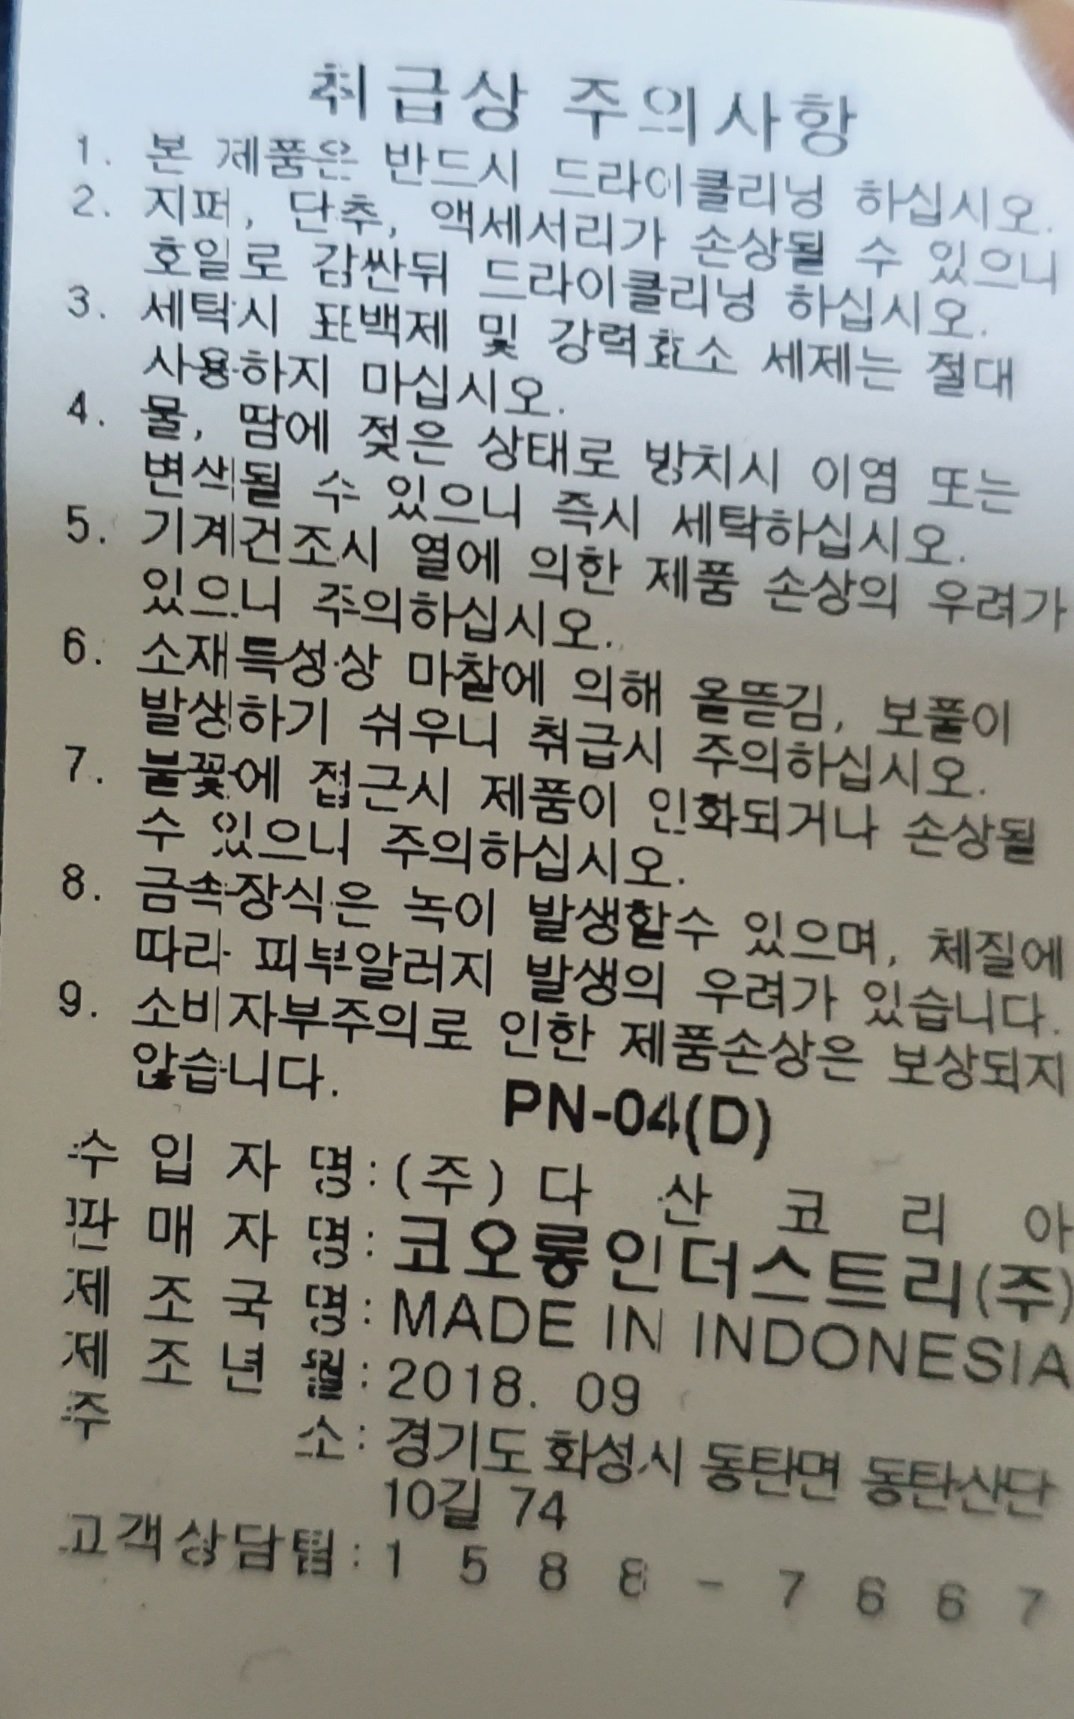 취급상 주의사항
1. 본 제품은 반드시 드라이클리닝 하십시오.
2. 지퍼, 단추, 액세서리가 손상될 수 있으니
호일로 감싼뒤 드라이클리닝 하십시오.
3. 세탁시 표백제 및 강력효소 세제는 절대
사용하지 마십시오.
4. 물, 땀에 젖은 상태로 방치시 이염 또는
변색될 수 있으니 즉시 세탁하십시오.
5. 기계건조시 열에 의한 제품 손상의 우려가
있으니 주의하십시오.
6. 소재특성상 마찰에 의해 올뜯김, 보풀이
발생하기 쉬우니 취급시 주의하십시오.
7. 불꽃에 접근시 제품이 인화되거나 손상될
수 있으니 주의하십시오.
8. 금속장식은 녹이 발생할수 있으며, 체질에
따라 피부알러지 발생의 우려가 있습니다.
9. 소비자부주의로 인한 제품손상은 보상되지
않습니다.
PN-04(D)
수 입 자 명:(주)다 산 코 리 아
판 매 자 명:코오롱인더스트리(주)
제 조 국 명:MADE IN INDONESIA
제 조 년 월:2018. 09
주 소:경기도 화성시 동탄면 동탄산단
10길 74
고객상담팀:1 5 8 8 - 7 6 6 7